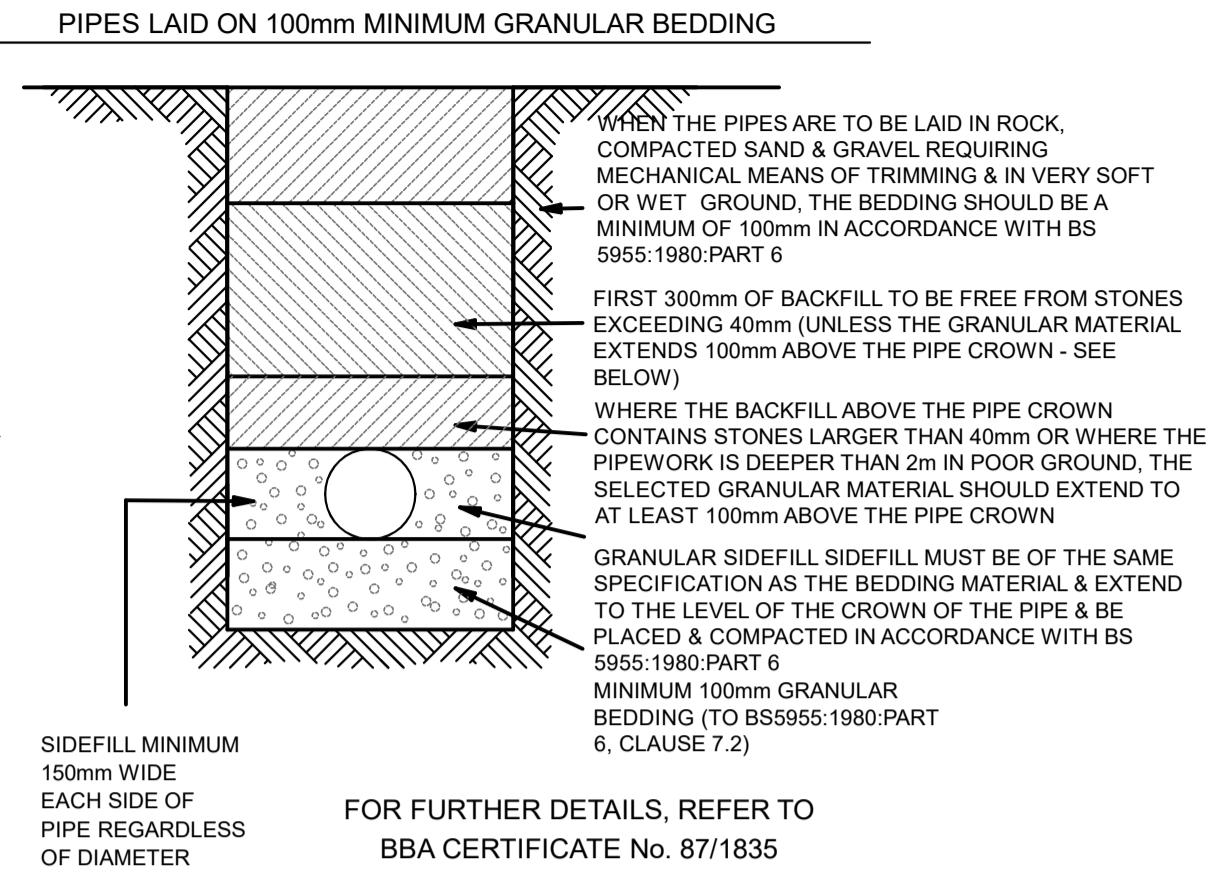 PIPES LAID ON 100mm MINIMUM GRANULAR BEDDING
WHEN THE PIPES ARE TO BE LAID IN ROCK,
COMPACTED SAND & GRAVEL REQUIRING
MECHANICAL MEANS OF TRIMMING & IN VERY SOFT
OR WET GROUND, THE BEDDING SHOULD BE A
MINIMUM OF 100mm IN ACCORDANCE WITH BS
5955:1980:PART 6
FIRST 300mm OF BACKFILL TO BE FREE FROM STONES
EXCEEDING 40mm (UNLESS THE GRANULAR MATERIAL
EXTENDS 100mm ABOVE THE PIPE CROWN - SEE
BELOW)
WHERE THE BACKFILL ABOVE THE PIPE CROWN
CONTAINS STONES LARGER THAN 40mm OR WHERE THE
PIPEWORK IS DEEPER THAN 2m IN POOR GROUND, THE
SELECTED GRANULAR MATERIAL SHOULD EXTEND TO
AT LEAST 100mm ABOVE THE PIPE CROWN
GRANULAR SIDEFILL SIDEFILL MUST BE OF THE SAME
SPECIFICATION AS THE BEDDING MATERIAL & EXTEND
TO THE LEVEL OF THE CROWN OF THE PIPE & BE
PLACED & COMPACTED IN ACCORDANCE WITH BS
5955:1980:PART 6
MINIMUM 100mm GRANULAR
BEDDING (TO BS5955:1980:PART
6, CLAUSE 7.2)
SIDEFILL MINIMUM
150mm WIDE
EACH SIDE OF
PIPE REGARDLESS
OF DIAMETER
FOR FURTHER DETAILS, REFER TO
BBA CERTIFICATE No. 87/1835